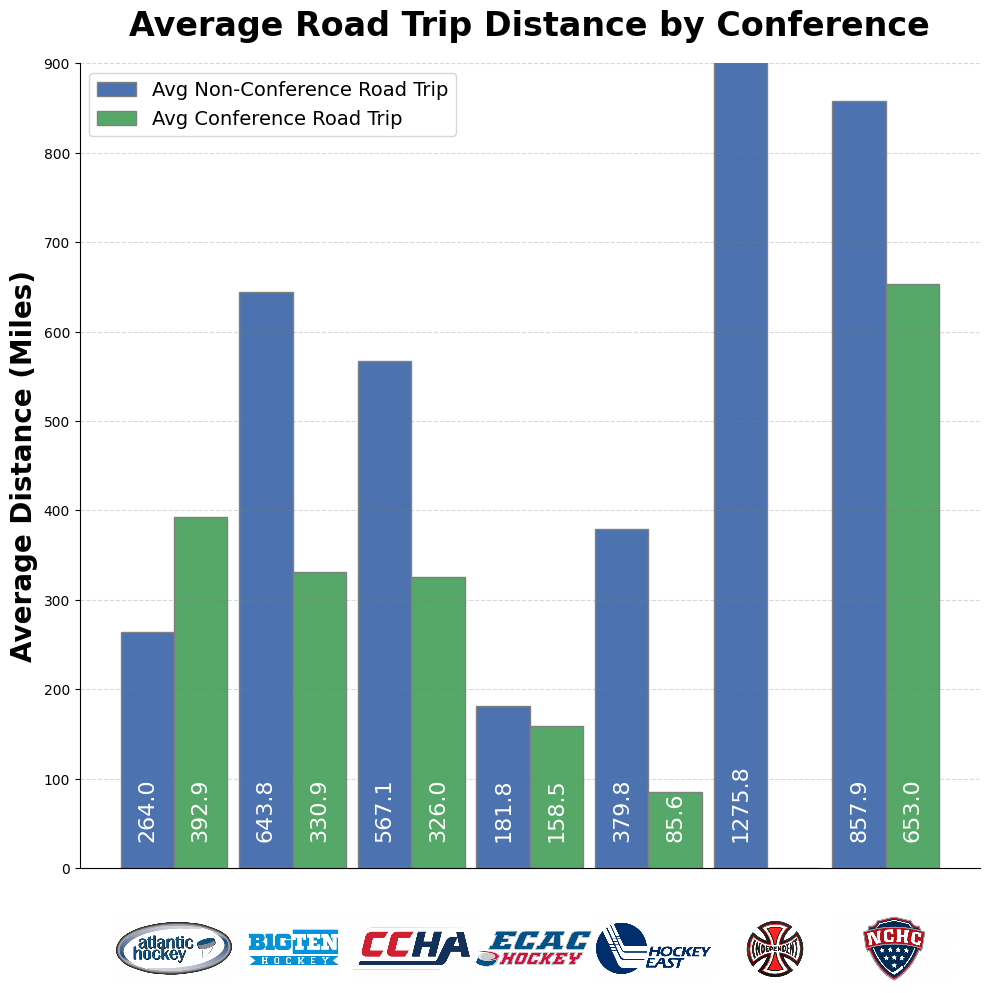 Average Road Trip Distance by Conference
Avg Non-Conference Road Trip
Avg Conference Road Trip
Average Distance (Miles)
900
800
700
600
500
400
300
200
100
0
264.0
392.9
643.8
330.9
567.1
326.0
181.8
158.5
379.8
85.6
1275.8
857.9
653.0
atlantic
hockey
BIGTEN
HOCKEY
CCHA
ECAC
HOCKEY
HOCKEY
EAST
INDEPENDENT
NCHC